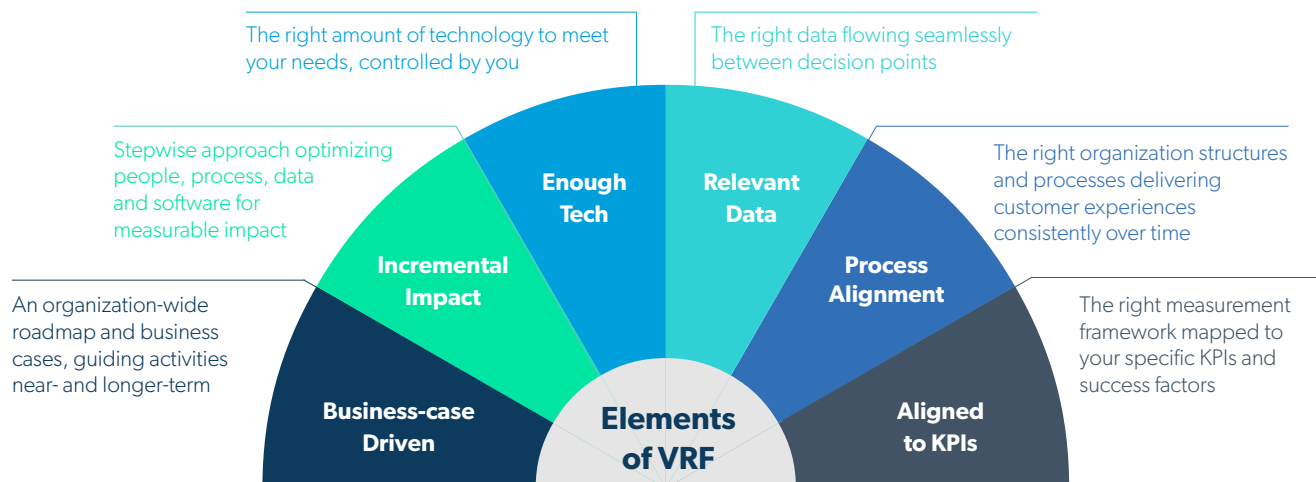 The right amount of technology to meet
your needs, controlled by you
The right data flowing seamlessly
between decision points
Stepwise approach optimizing
people, process, data
and software for
measurable impact
The right organization structures
and processes delivering
customer experiences
consistently over time
An organization-wide
roadmap and business
cases, guiding activities
near- and longer-term
The right measurement
framework mapped to
your specific KPIs and
success factors
Business-case
Driven
Incremental
Impact
Enough
Tech
Relevant
Data
Process
Alignment
Aligned
to KPIs
Elements
of VRF